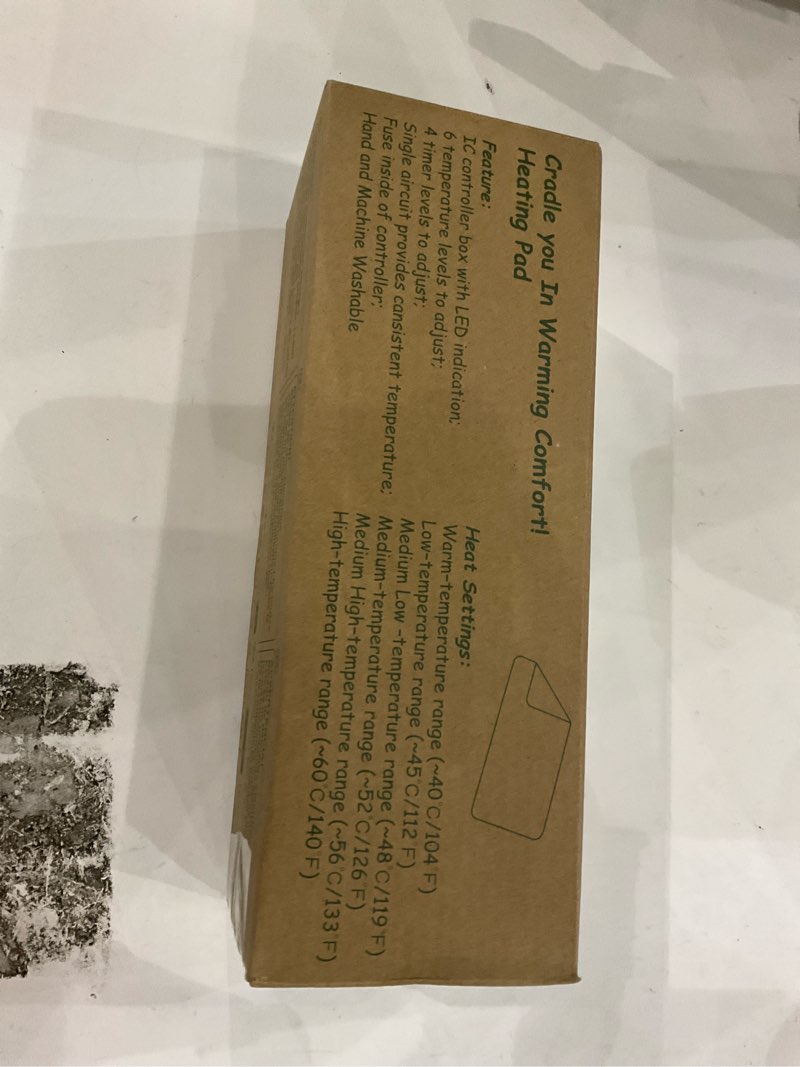 Cradle you In Warming Comfort!
Heating Pad
Feature:
IC controller box with LED indication;
6 temperature levels to adjust;
4 timer levels to adjust;
Single aircuit provides cansistent temperature;
Fuse inside of controller;
Hand and Machine Washable
Heat Settings:
Warm-temperature range (~40°C/104°F)
Low-temperature range (~45°C/112°F)
Medium Low -temperature range (~48°C/119°F)
Medium-temperature range (~52°C/126°F)
Medium High-temperature range (~56°C/133°F)
High-temperature range (~60°C/140°F)